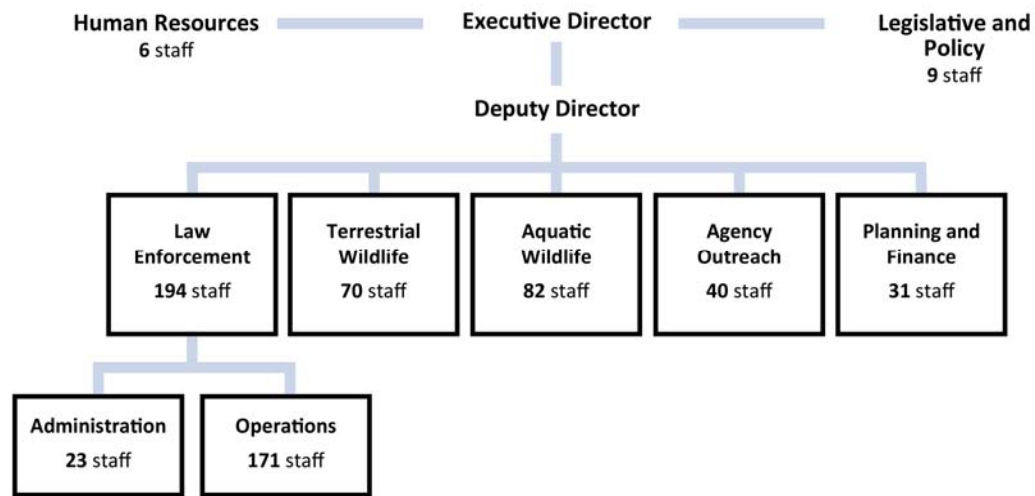 Human Resources
6 staff
Executive Director
Legislative and
Policy
9 staff
Deputy Director
Law
Enforcement
194 staff
Terrestrial
Wildlife
70 staff
Aquatic
Wildlife
82 staff
Agency
Outreach
40 staff
Planning and
Finance
31 staff
Administration
23 staff
Operations
171 staff